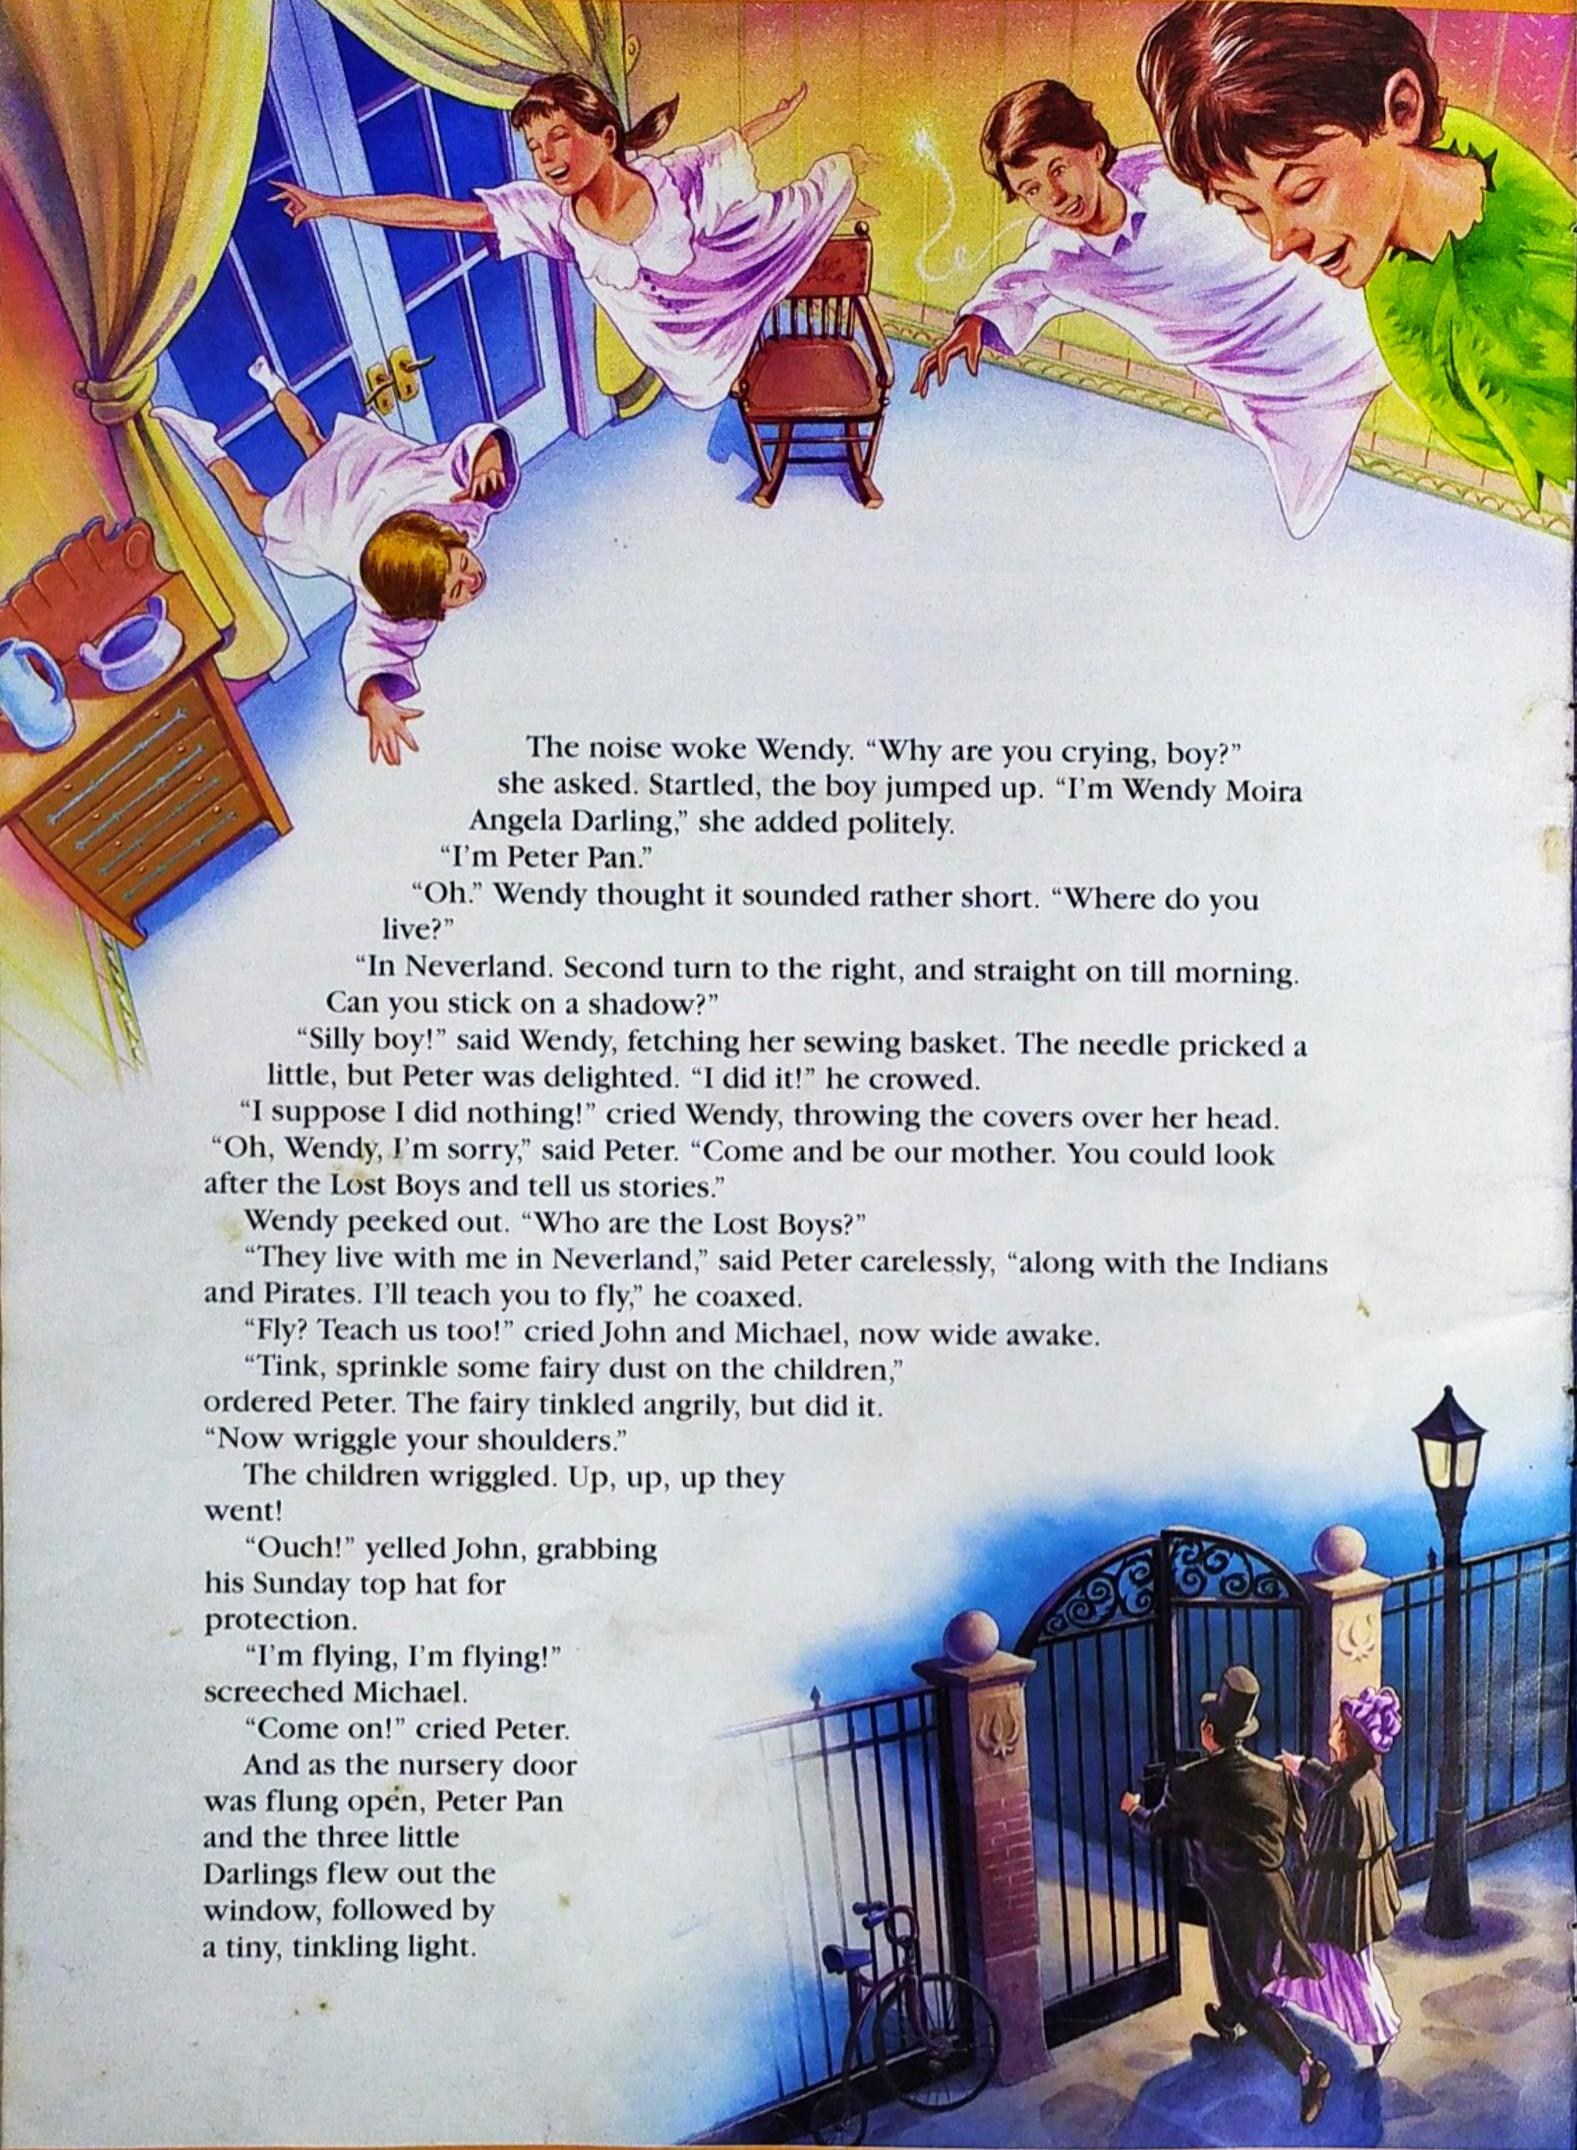 The noise woke Wendy. “Why are you crying, boy?”
she asked. Startled, the boy jumped up. “I'm Wendy Moira
Angela Darling,” she added politely.
“I'm Peter Pan.”
“Oh.” Wendy thought it sounded rather short. “Where do you
live?”
“In Neverland. Second turn to the right, and straight on till morning.
Can you stick on a shadow?”
“Silly boy!” said Wendy, fetching her sewing basket. The needle pricked a
little, but Peter was delighted. “I did it!” he crowed.
“I suppose I did nothing!” cried Wendy, throwing the covers over her head.
“Oh, Wendy, I'm sorry,” said Peter. “Come and be our mother. You could look
after the Lost Boys and tell us stories.”
Wendy peeked out. “Who are the Lost Boys?”
“They live with me in Neverland,” said Peter carelessly, “along with the Indians
and Pirates. I'll teach you to fly,” he coaxed.
“Fly? Teach us too!” cried John and Michael, now wide awake.
“Tink, sprinkle some fairy dust on the children,”
ordered Peter. The fairy tinkled angrily, but did it.
“Now wriggle your shoulders.”
The children wriggled. Up, up, up they
went!
“Ouch!” yelled John, grabbing
his Sunday top hat for
protection.
“I'm flying, I'm flying!”
screeched Michael.
“Come on!” cried Peter.
And as the nursery door
was flung open, Peter Pan
and the three little
Darlings flew out the
window, followed by
a tiny, tinkling light.